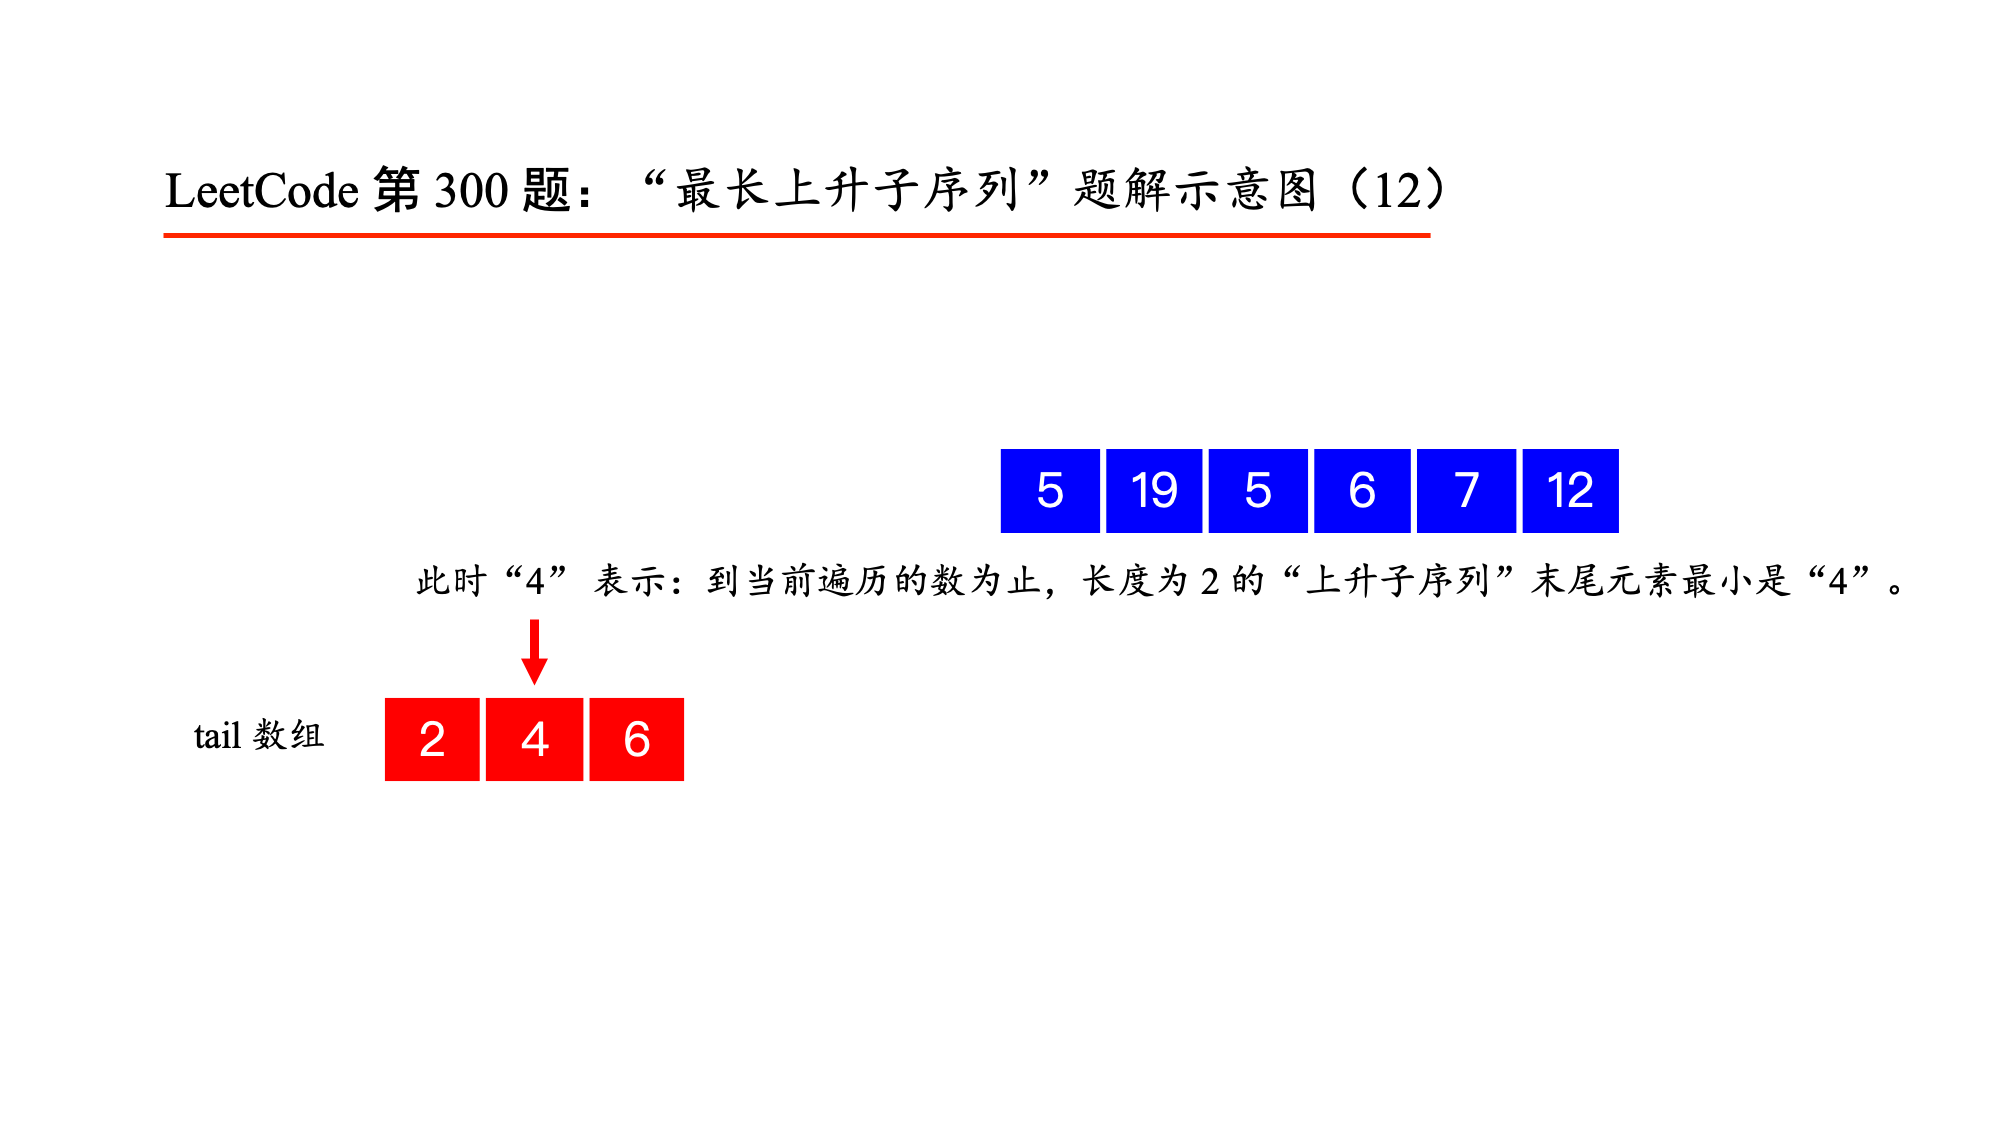 LeetCode 第 300 题：“最长上升子序列”题解示意图（12）
5 19 5 6 7 12
此时“4” 表示：到当前遍历的数为止，长度为 2 的“上升子序列”末尾元素最小是“4”。
tail 数组 2 4 6